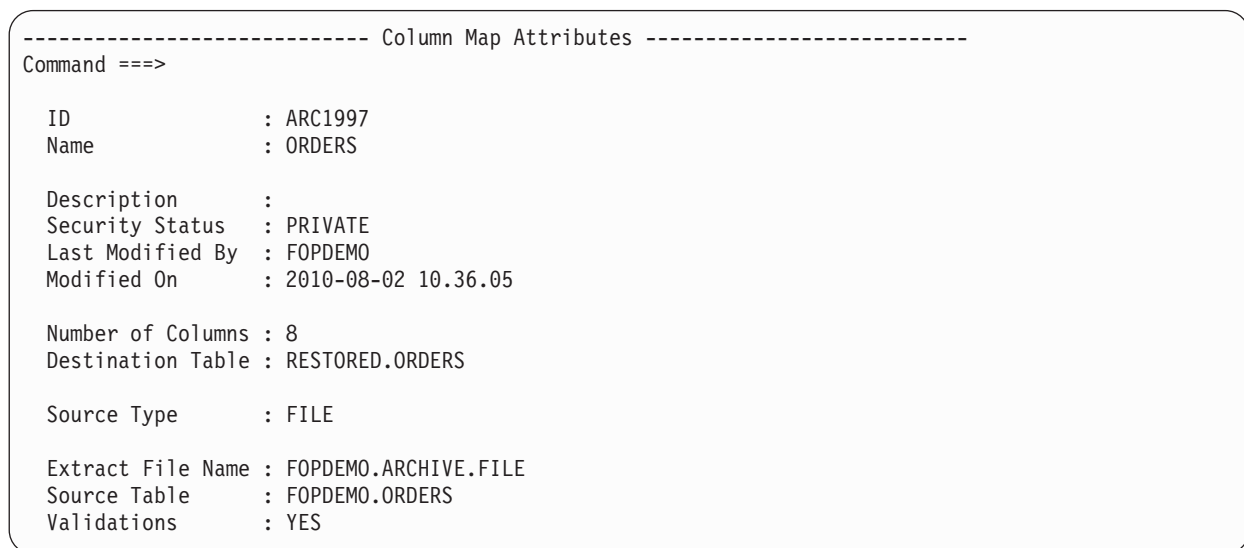 ----------------------------- Column Map Attributes ---------------------------
Command ===>
ID : ARC1997
Name : ORDERS
Description :
Security Status : PRIVATE
Last Modified By : FOPDEMO
Modified On : 2010-08-02 10.36.05
Number of Columns : 8
Destination Table : RESTORED.ORDERS
Source Type : FILE
Extract File Name : FOPDEMO.ARCHIVE.FILE
Source Table : FOPDEMO.ORDERS
Validations : YES